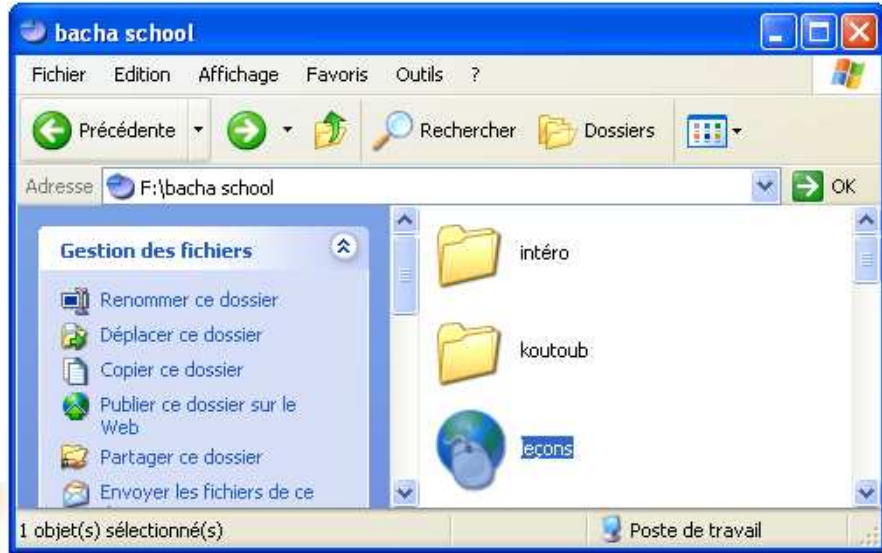 bacha school
Fichier Edition Affichage Favoris Outils ?
Précédente Rechercher Dossiers
Adresse F:\bacha school OK
Gestion des fichiers
Renommer ce dossier
Déplacer ce dossier
Copier ce dossier
Publier ce dossier sur le
Web
Partager ce dossier
Envoyer les fichiers de ce
intéro
koutoub
leçons
1 objet(s) sélectionné(s) Poste de travail